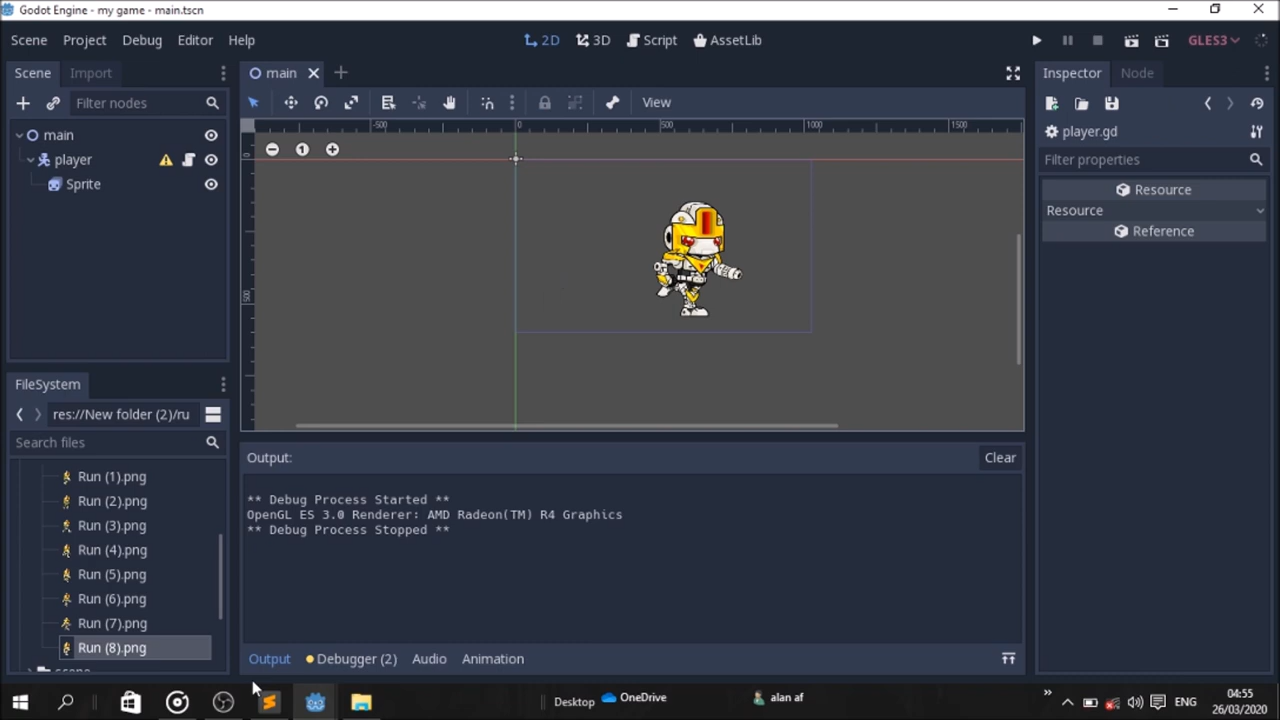 Godot Engine - my game - main.tscn
Scene Project Debug Editor Help
2D 3D Script AssetLib
GLES3
Scene Import
main
Inspector Node
Filter nodes
View
-500 0 500 1000 1500
main
player
Sprite
0
500
1
player.gd
Filter properties
Resource
Resource
Reference
FileSystem
res://New folder (2)/ru
Search files
Run (1).png
Run (2).png
Run (3).png
Run (4).png
Run (5).png
Run (6).png
Run (7).png
Run (8).png
Output:
Clear
** Debug Process Started **
OpenGL ES 3.0 Renderer: AMD Radeon(TM) R4 Graphics
** Debug Process Stopped **
Output Debugger (2) Audio Animation
Desktop OneDrive alan af
ENG
04:55
26/03/2020